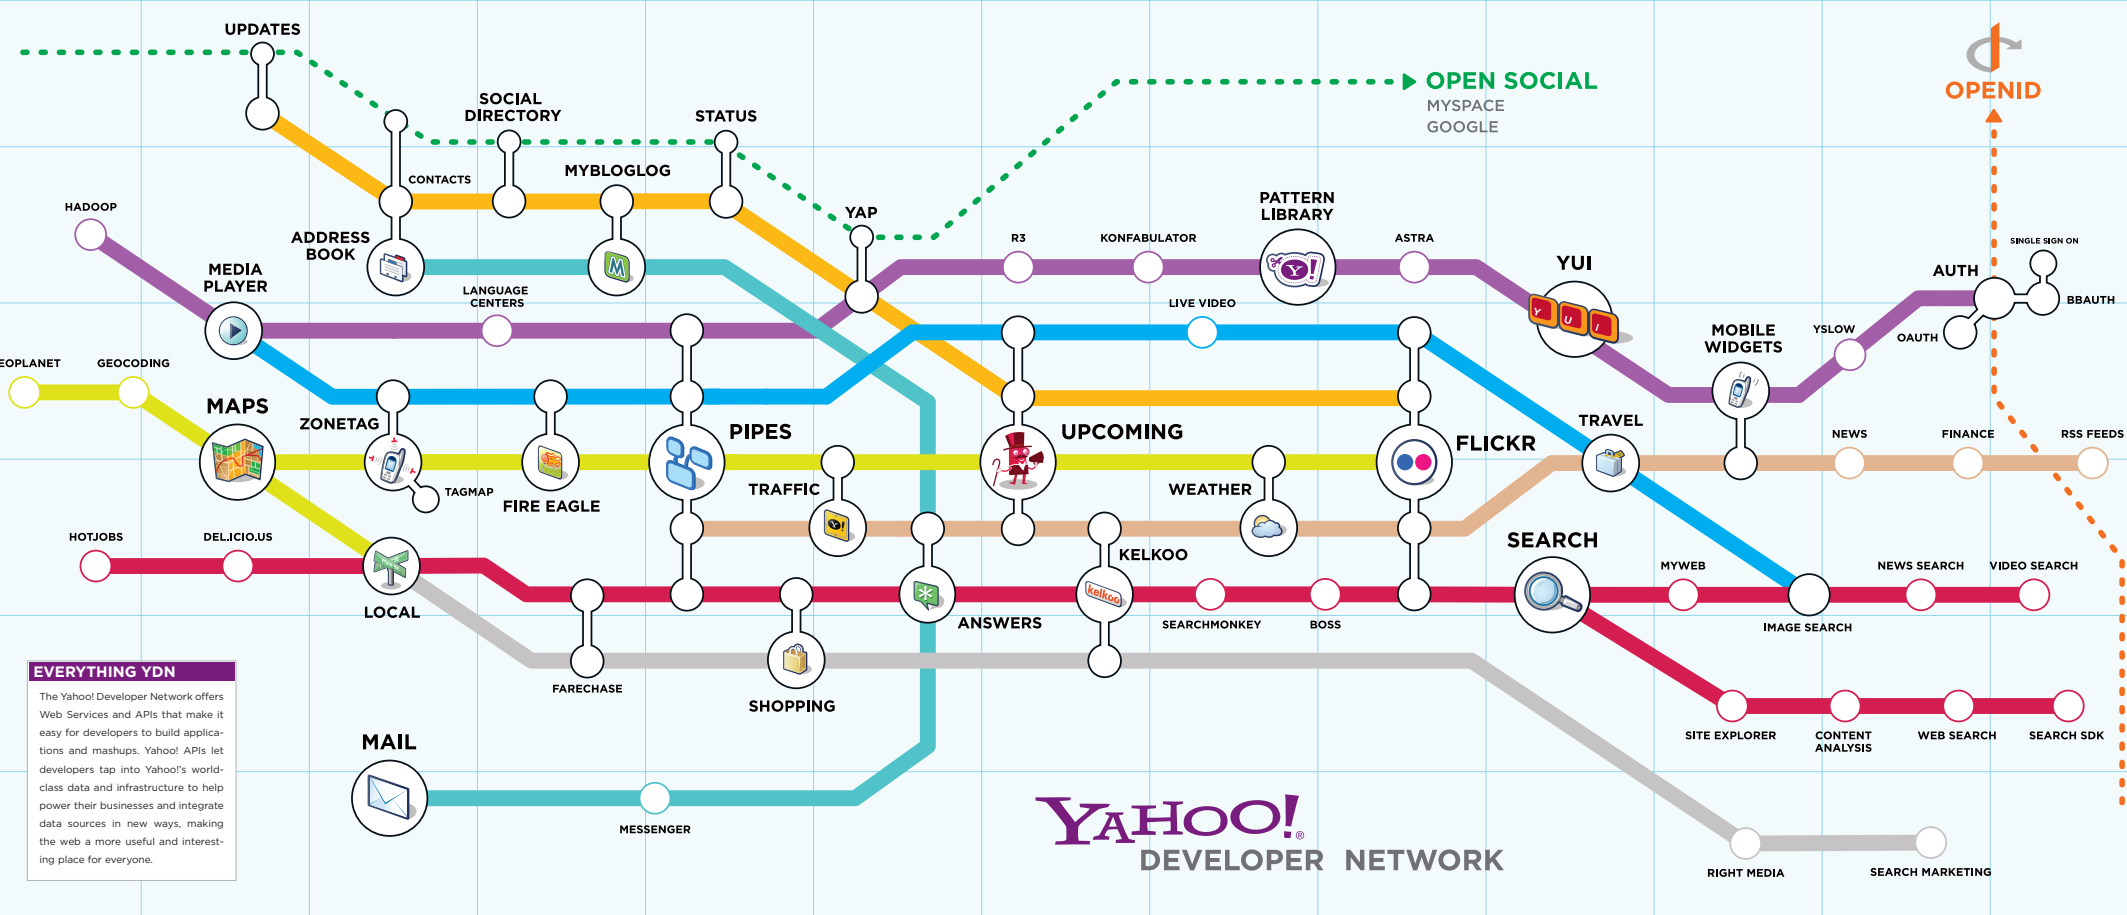 UPDATES
OPEN SOCIAL
MYSPACE
GOOGLE
OPENID
SOCIAL
DIRECTORY
STATUS
MYBLOGLOG
CONTACTS
HADOOP
ADDRESS
BOOK
YAP
PATTERN
LIBRARY
R3
KONFABULATOR
ASTRA
SINGLE SIGN ON
MEDIA
PLAYER
LANGUAGE
CENTERS
LIVE VIDEO
YUI
Y U I
AUTH
BBAUTH
MOBILE
WIDGETS
YSLOW
OAUTH
EOPLANET
GEOCODING
MAPS
ZONETAG
PIPES
UPCOMING
FLICKR
TRAVEL
NEWS
FINANCE
RSS FEEDS
TAGMAP
FIRE EAGLE
TRAFFIC
WEATHER
HOTJOBS
DEL.ICIO.US
LOCAL
KELKOO
kelkoo
SEARCH
MYWEB
NEWS SEARCH
VIDEO SEARCH
ANSWERS
SEARCHMONKEY
BOSS
IMAGE SEARCH
FARECHASE
SHOPPING
SITE EXPLORER
CONTENT
ANALYSIS
WEB SEARCH
SEARCH SDK
EVERYTHING YDN
The Yahoo! Developer Network offers
Web Services and APIs that make it
easy for developers to build applica-
tions and mashups. Yahoo! APIs let
developers tap into Yahoo!'s world-
class data and infrastructure to help
power their businesses and integrate
data sources in new ways, making
the web a more useful and interest-
ing place for everyone.
MAIL
MESSENGER
YAHOO!
DEVELOPER NETWORK
RIGHT MEDIA
SEARCH MARKETING